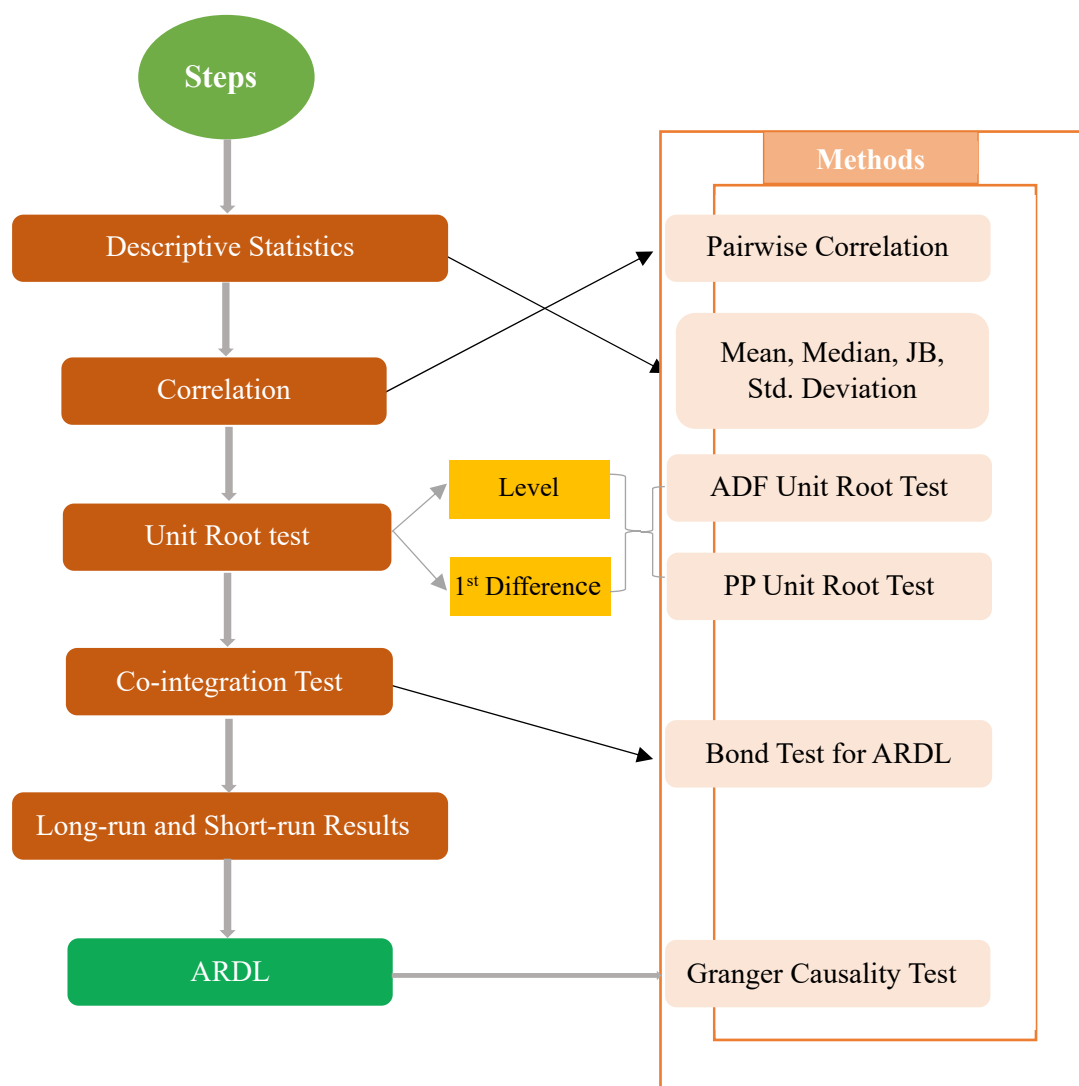 Steps
Methods
Descriptive Statistics
Pairwise Correlation
Correlation
Mean, Median, JB,
Std. Deviation
Unit Root test
Level
1st Difference
ADF Unit Root Test
PP Unit Root Test
Co-integration Test
Bond Test for ARDL
Long-run and Short-run Results
ARDL
Granger Causality Test